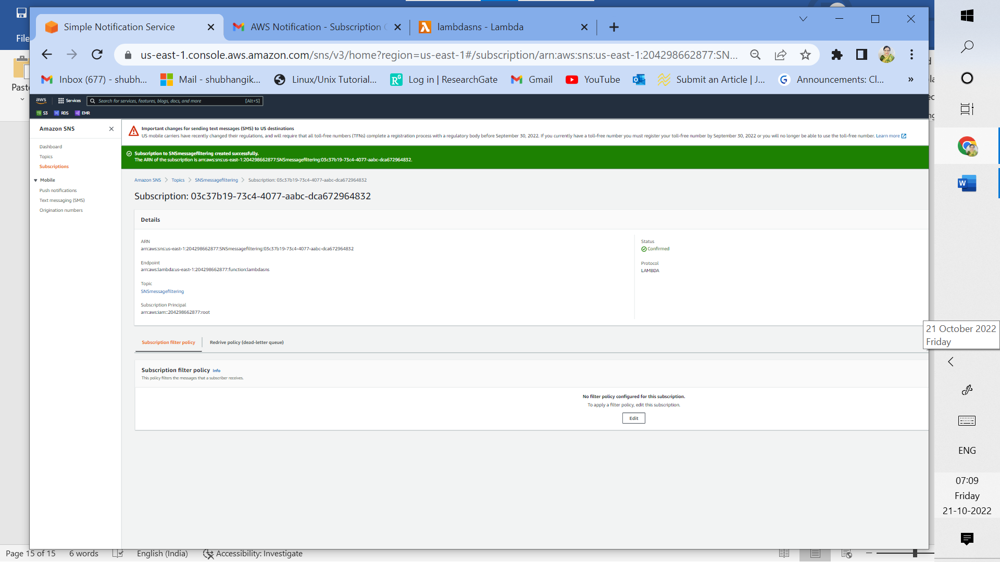 File
Paste
Simple Notification Service
AWS Notification - Subscription
lambdasns - Lambda
us-east-1.console.aws.amazon.com/sns/v3/home?region=us-east-1#/subscription/arn:aws:sns:us-east-1:204298662877:SN...
Inbox (677) - shubh...
Mail - shubhangik...
Linux/Unix Tutorial...
Log in | ResearchGate
Gmail
YouTube
Submit an Article | J...
Announcements: Cl...
»
aws
Services
Search for services, features, blogs, docs, and more
[Alt+S]
S3
RDS
EMR
Amazon SNS
Dashboard
Topics
Subscriptions
Mobile
Push notifications
Text messaging (SMS)
Origination numbers
Important changes for sending text messages (SMS) to US destinations
US mobile carriers have recently changed their regulations, and will require that all toll-free numbers (TFNs) complete a registration process with a regulatory body before September 30, 2022. If you currently have a toll-free number you must register your toll-free number by September 30, 2022 or you will no longer be able to use the toll-free number. Learn more
Subscription to SNSmessagefiltering created successfully.
The ARN of the subscription is arn:aws:sns:us-east-1:204298662877:SNSmessagefiltering:03c37b19-73c4-4077-aabc-dca672964832.
Amazon SNS > Topics > SNSmessagefiltering > Subscription: 03c37b19-73c4-4077-aabc-dca672964832
Subscription: 03c37b19-73c4-4077-aabc-dca672964832
Details
ARN
arn:aws:sns:us-east-1:204298662877:SNSmessagefiltering:03c37b19-73c4-4077-aabc-dca672964832
Endpoint
arn:aws:lambda:us-east-1:204298662877:function:lambdasns
Topic
SNSmessagefiltering
Subscription Principal
arn:aws:iam::204298662877:root
Status
Confirmed
Protocol
LAMBDA
Subscription filter policy
Redrive policy (dead-letter queue)
Subscription filter policy Info
This policy filters the messages that a subscriber receives.
No filter policy configured for this subscription.
To apply a filter policy, edit this subscription.
Edit
21 October 2022
Friday
ENG
07:09
Friday
21-10-2022
Page 15 of 15
6 words
English (India)
Accessibility: Investigate